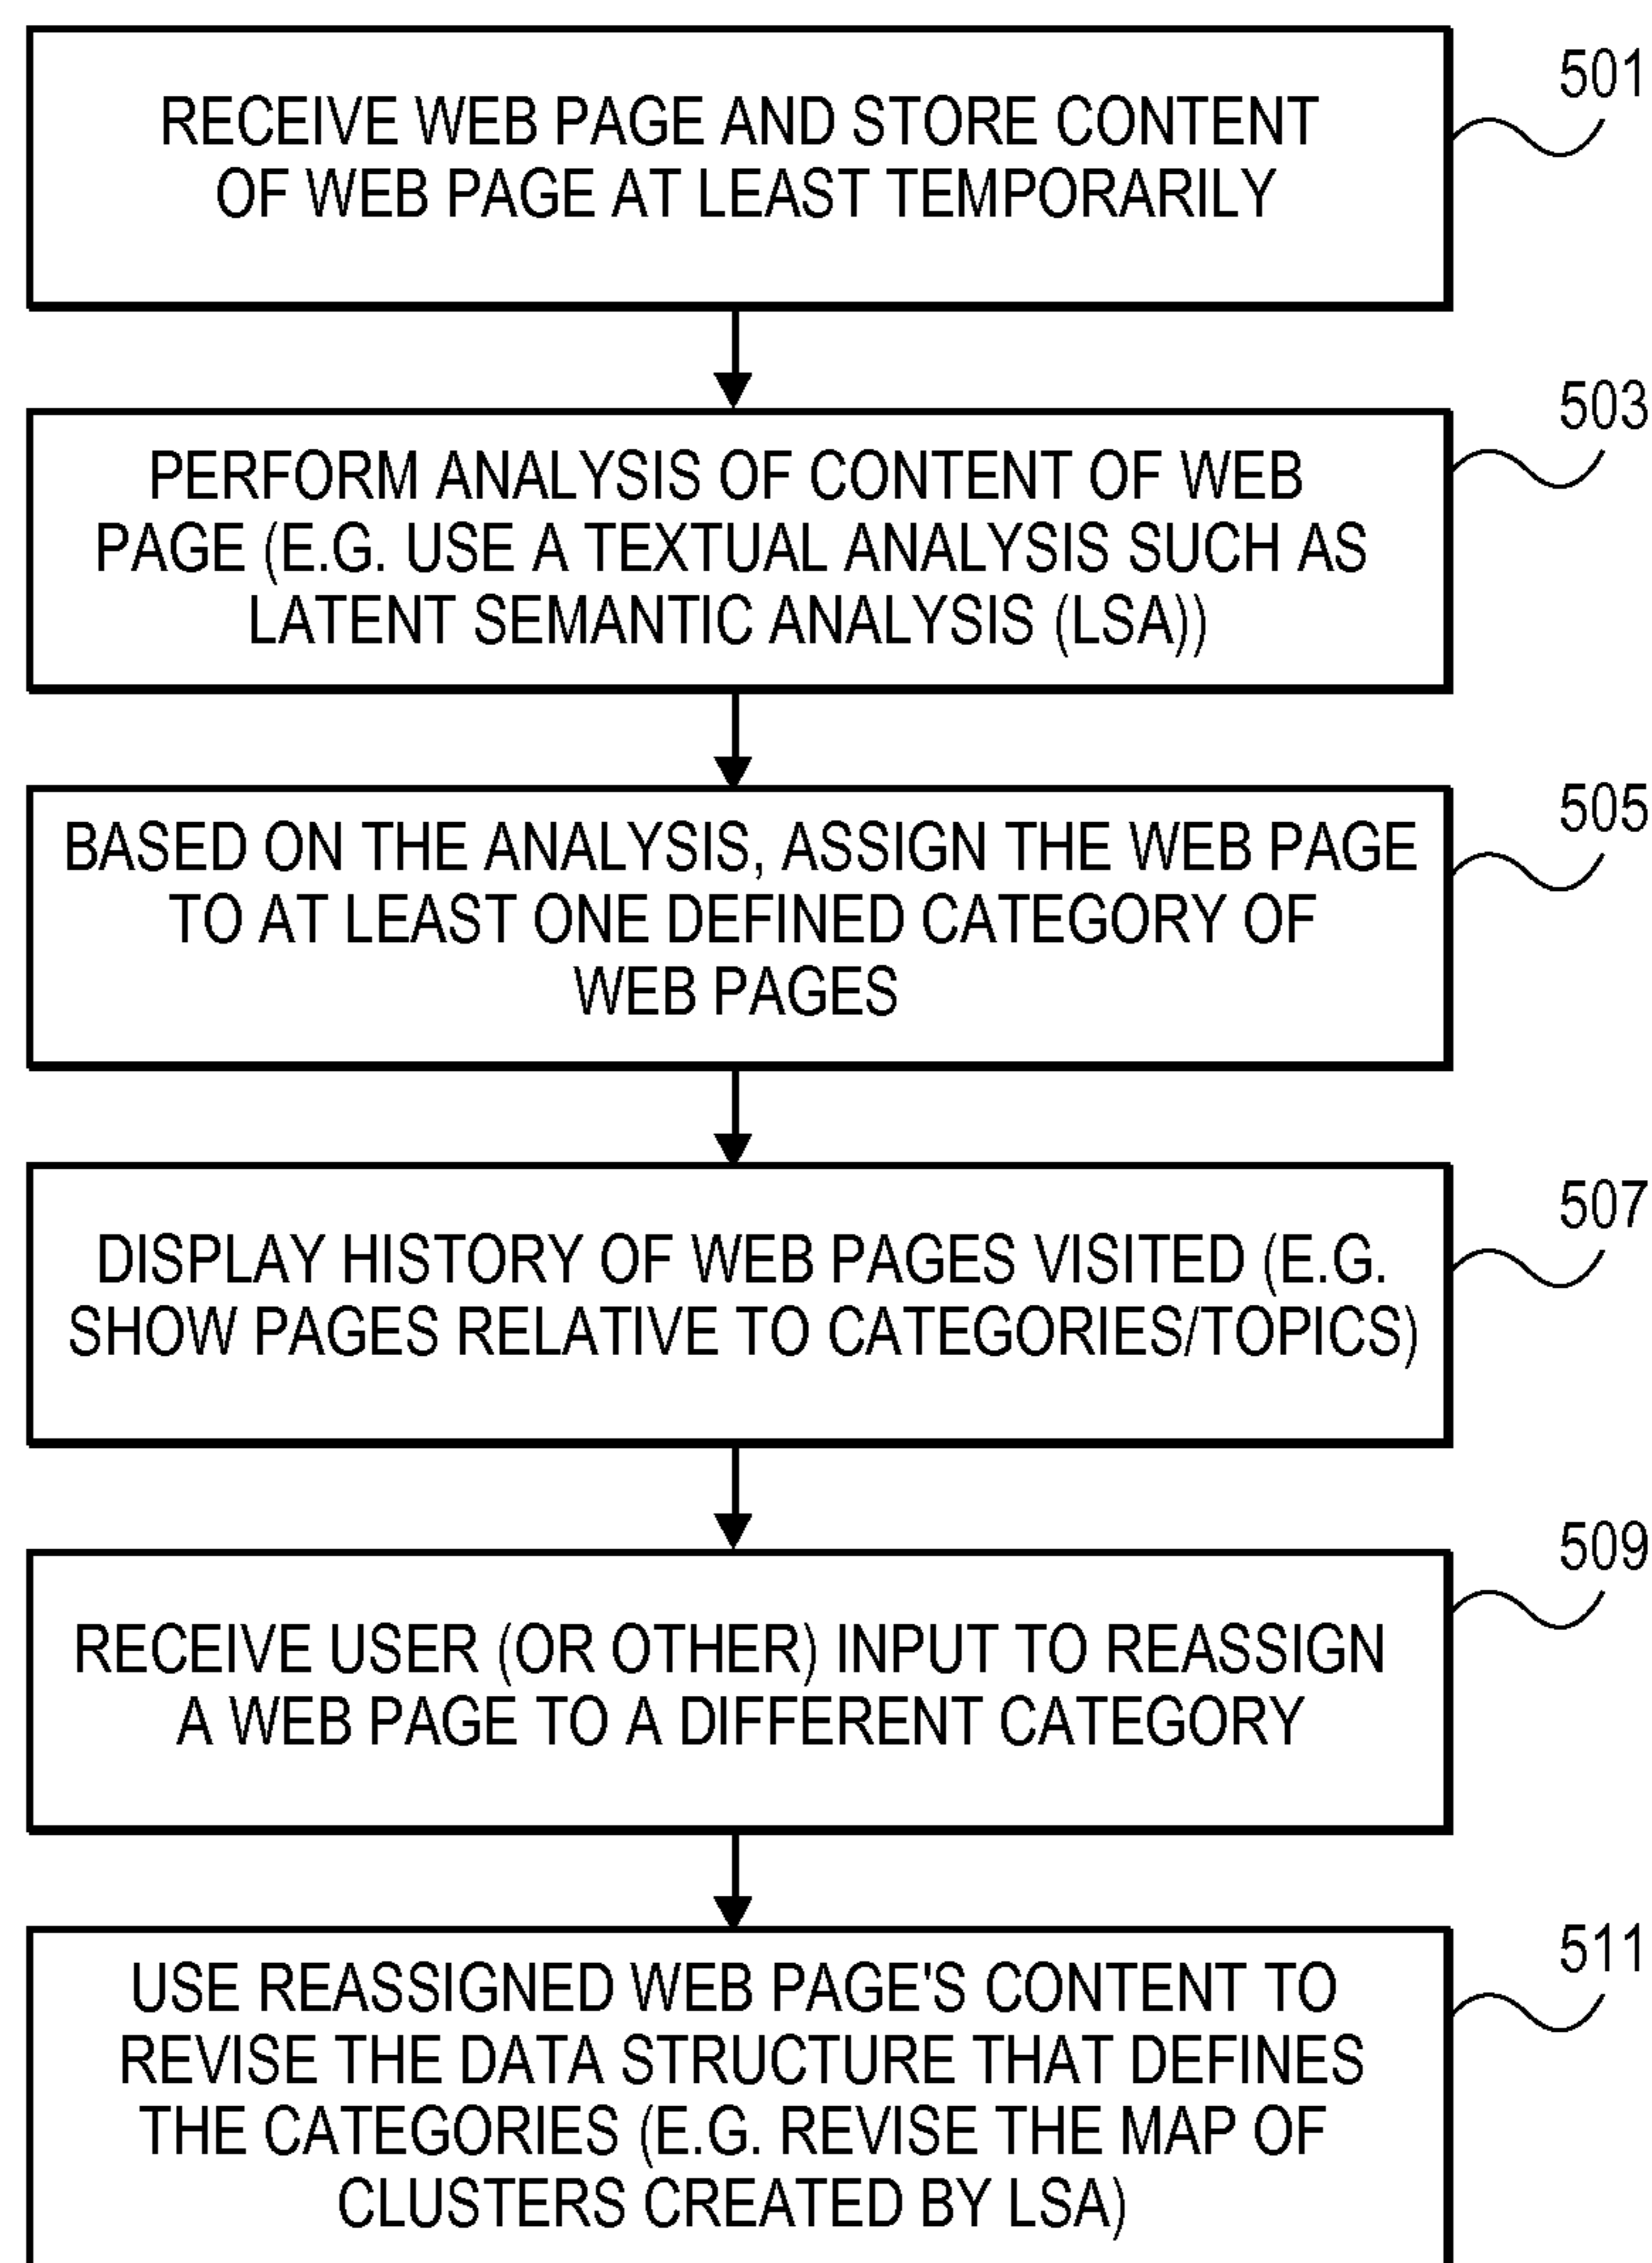 501
RECEIVE WEB PAGE AND STORE CONTENT
OF WEB PAGE AT LEAST TEMPORARILY
503
PERFORM ANALYSIS OF CONTENT OF WEB
PAGE (E.G. USE A TEXTUAL ANALYSIS SUCH AS
LATENT SEMANTIC ANALYSIS (LSA))
505
BASED ON THE ANALYSIS, ASSIGN THE WEB PAGE
TO AT LEAST ONE DEFINED CATEGORY OF
WEB PAGES
507
DISPLAY HISTORY OF WEB PAGES VISITED (E.G.
SHOW PAGES RELATIVE TO CATEGORIES/TOPICS)
509
RECEIVE USER (OR OTHER) INPUT TO REASSIGN
A WEB PAGE TO A DIFFERENT CATEGORY
511
USE REASSIGNED WEB PAGE'S CONTENT TO
REVISE THE DATA STRUCTURE THAT DEFINES
THE CATEGORIES (E.G. REVISE THE MAP OF
CLUSTERS CREATED BY LSA)